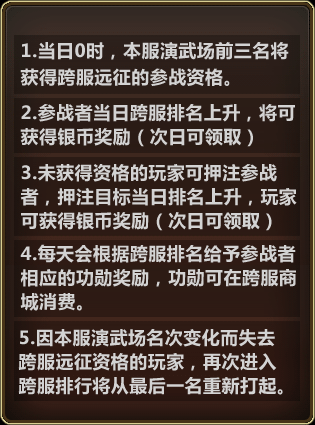 1.当日0时，本服演武场前三名将
获得跨服远征的参战资格。
2.参战者当日跨服排名上升，将可
获得银币奖励（次日可领取）
3.未获得资格的玩家可押注参战
者，押注目标当日排名上升，玩家
可获得银币奖励（次日可领取）
4.每天会根据跨服排名给予参战者
相应的功勋奖励，功勋可在跨服商
城消费。
5.因本服演武场名次变化而失去
跨服远征资格的玩家，再次进入
跨服排行将从最后一名重新打起。